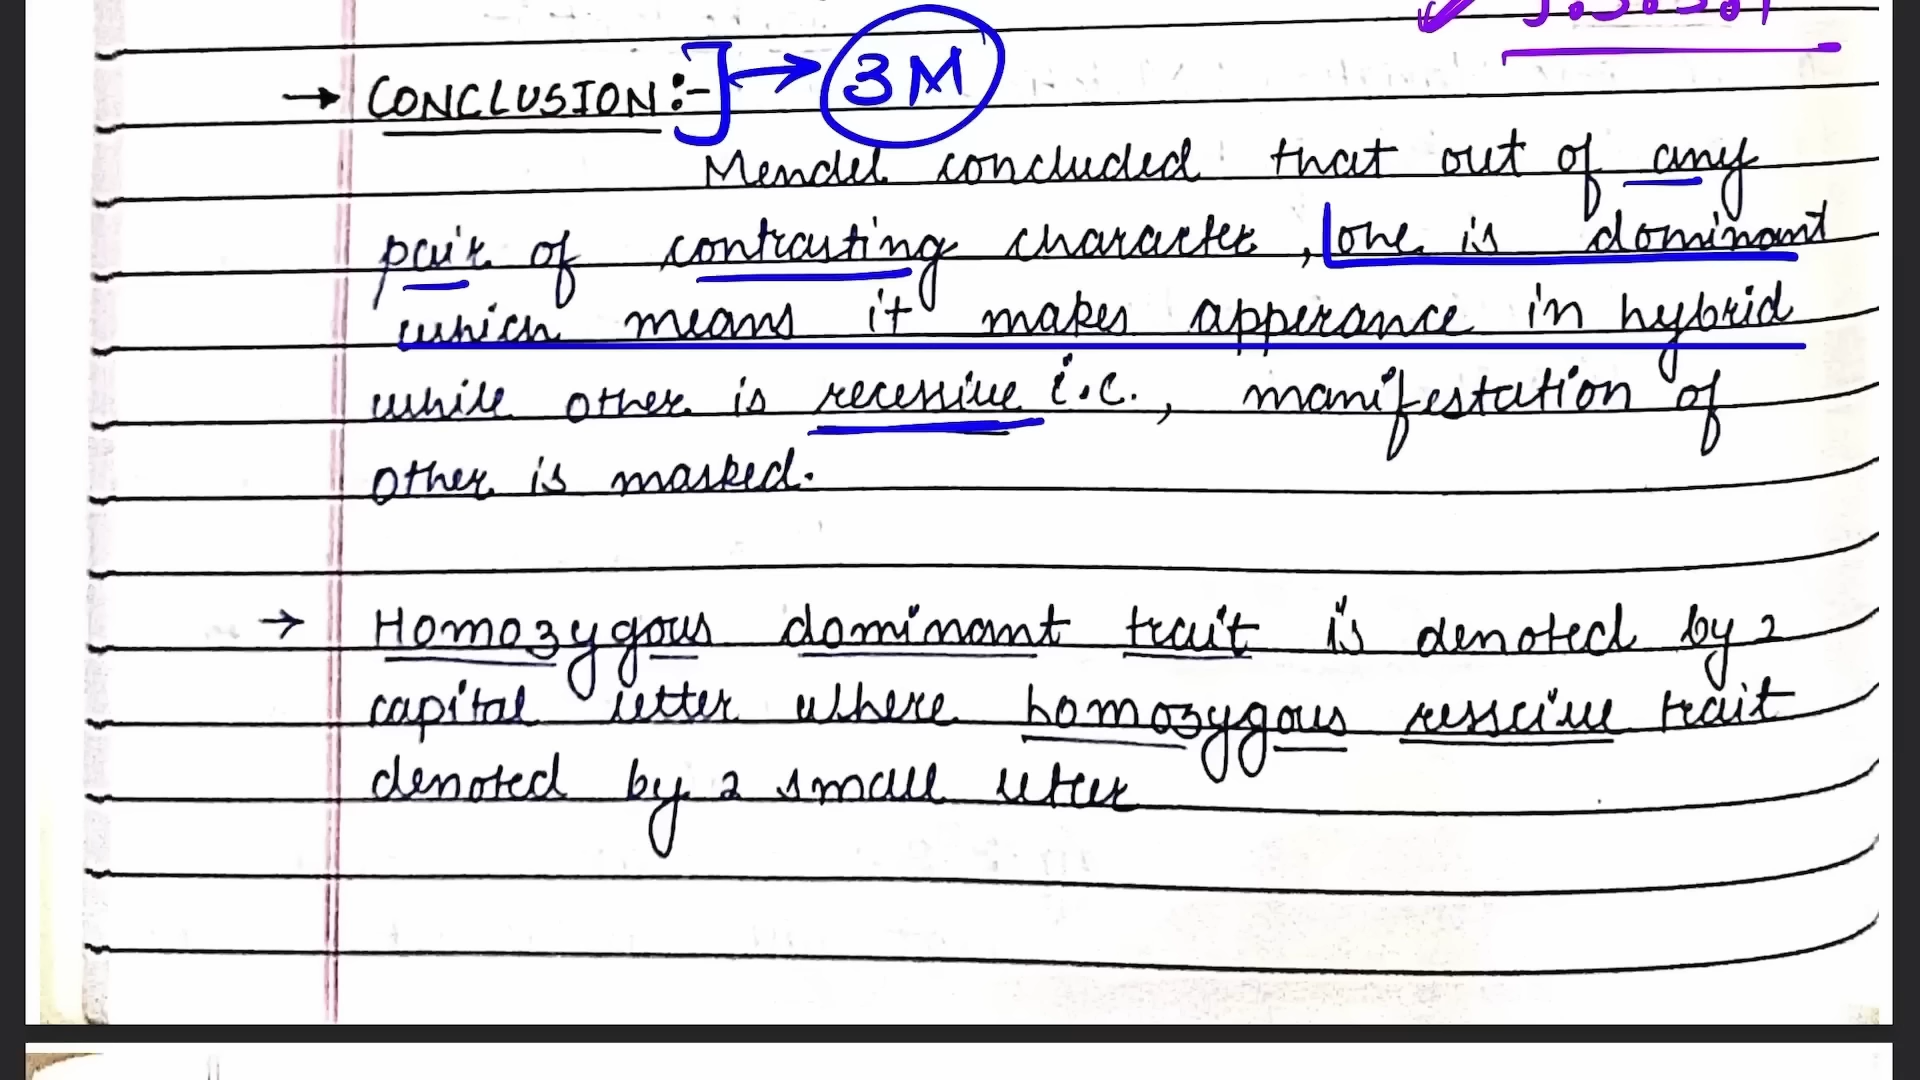 → CONCLUSION:- ] → 3M
Mendel concluded that out of any
pair of contrasting character, one is dominant
which means it makes apperance in hybrid
while other is recessive i.e., manifestation of
other is masked.
→ Homozygous dominant trait is denoted by 2
capital letter where homozygous resscive trait
denoted by 2 small letter